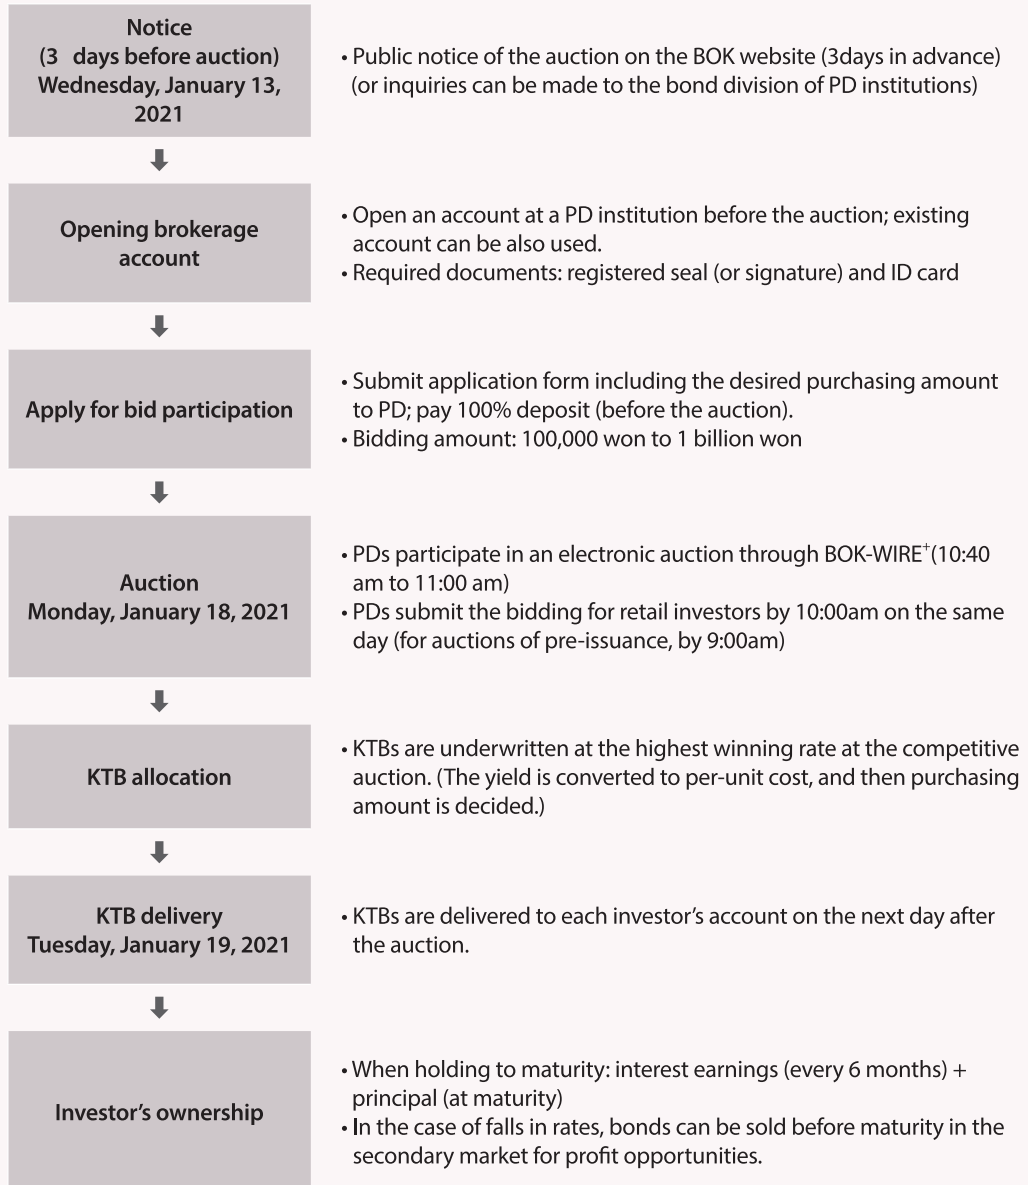 Notice
(3 days before auction)
Wednesday, January 13,
2021
• Public notice of the auction on the BOK website (3days in advance)
(or inquiries can be made to the bond division of PD institutions)
Opening brokerage
account
• Open an account at a PD institution before the auction; existing
account can be also used.
• Required documents: registered seal (or signature) and ID card
Apply for bid participation
• Submit application form including the desired purchasing amount
to PD; pay 100% deposit (before the auction).
• Bidding amount: 100,000 won to 1 billion won
Auction
Monday, January 18, 2021
• PDs participate in an electronic auction through BOK-WIRE+(10:40
am to 11:00 am)
• PDs submit the bidding for retail investors by 10:00am on the same
day (for auctions of pre-issuance, by 9:00am)
KTB allocation
• KTBs are underwritten at the highest winning rate at the competitive
auction. (The yield is converted to per-unit cost, and then purchasing
amount is decided.)
KTB delivery
Tuesday, January 19, 2021
• KTBs are delivered to each investor’s account on the next day after
the auction.
Investor’s ownership
• When holding to maturity: interest earnings (every 6 months) +
principal (at maturity)
• In the case of falls in rates, bonds can be sold before maturity in the
secondary market for profit opportunities.